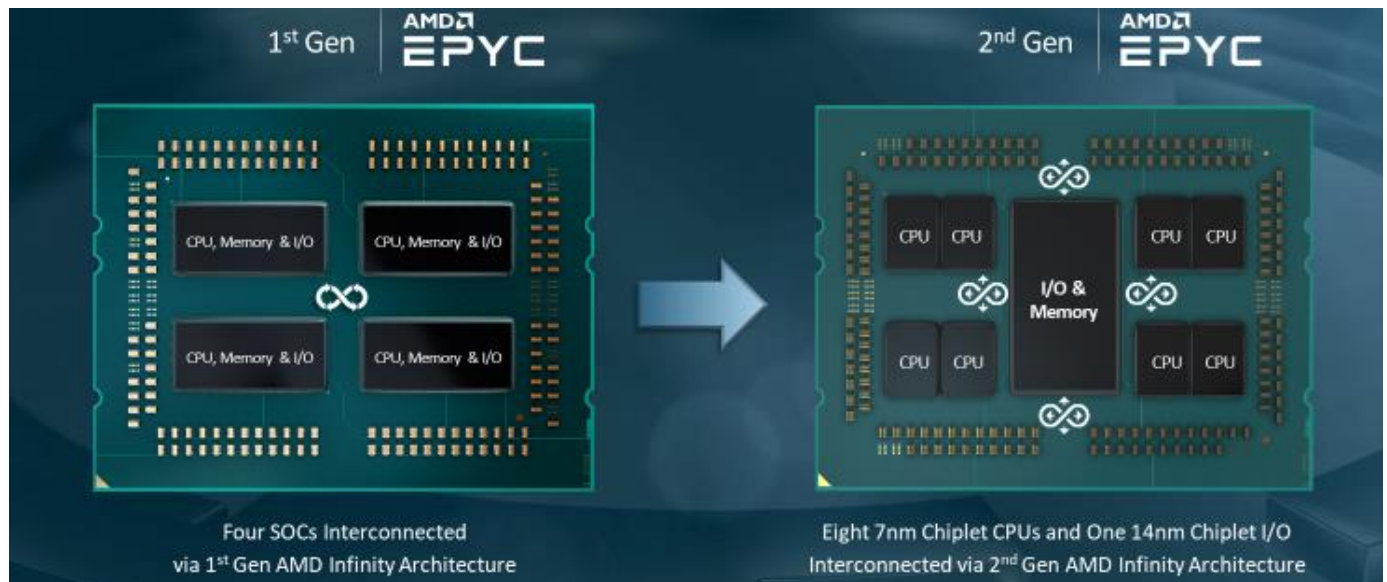 1st Gen
AMD
EPYC
CPU, Memory & I/O
CPU, Memory & I/O
CPU, Memory & I/O
CPU, Memory & I/O
Four SOCs Interconnected
via 1st Gen AMD Infinity Architecture
2nd Gen
AMD
EPYC
CPU CPU
CPU CPU
I/O &
Memory
CPU CPU
CPU CPU
Eight 7nm Chiplet CPUs and One 14nm Chiplet I/O
Interconnected via 2nd Gen AMD Infinity Architecture